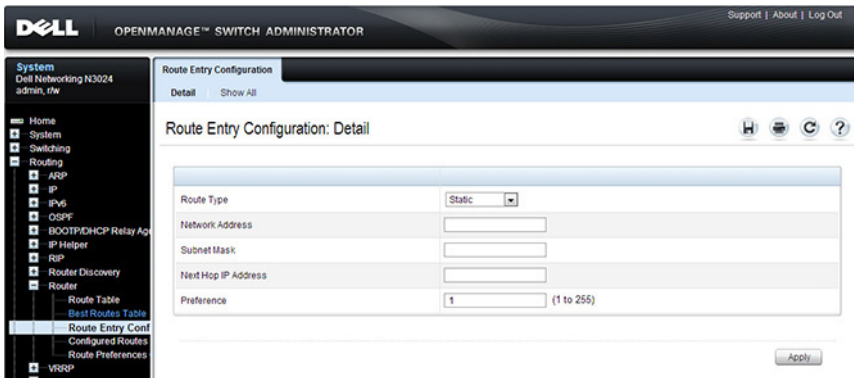 Support | About | Log Out
DELL OPENMANAGE™ SWITCH ADMINISTRATOR
System
Dell Networking N3024
admin, r/w
Home
System
Switching
Routing
ARP
IP
IPv6
OSPF
BOOTP/DHCP Relay Age
IP Helper
RIP
Router Discovery
Router
Route Table
Best Routes Table
Route Entry Conf
Configured Routes
Route Preferences
VRRP
Route Entry Configuration
Detail Show All
Route Entry Configuration: Detail
?
Route Type Static
Network Address
Subnet Mask
Next Hop IP Address
Preference 1 (1 to 255)
Apply